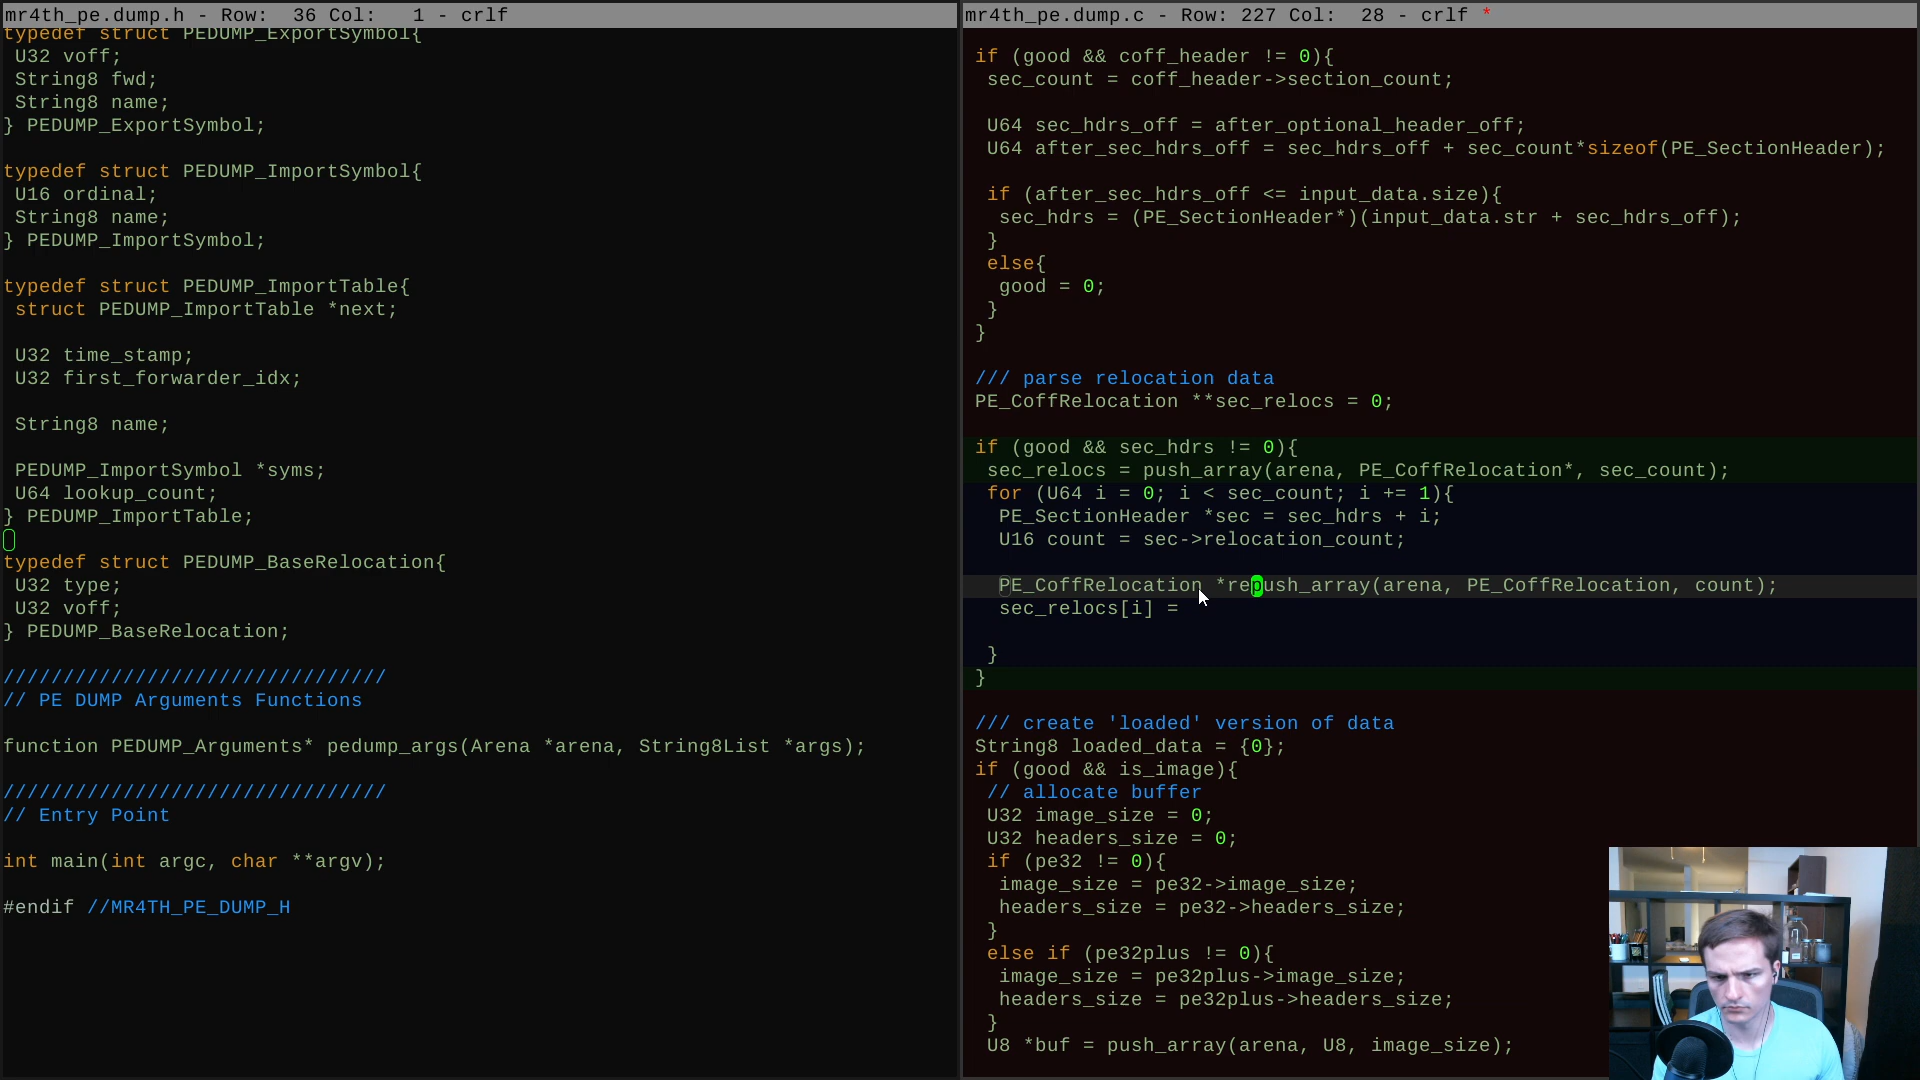 mr4th_pe.dump.h - Row:  36 Col:   1 - crlf
typedef struct PEDUMP_ExportSymbol{
 U32 voff;
 String8 fwd;
 String8 name;
} PEDUMP_ExportSymbol;

typedef struct PEDUMP_ImportSymbol{
 U16 ordinal;
 String8 name;
} PEDUMP_ImportSymbol;

typedef struct PEDUMP_ImportTable{
 struct PEDUMP_ImportTable *next;

 U32 time_stamp;
 U32 first_forwarder_idx;

 String8 name;

 PEDUMP_ImportSymbol *syms;
 U64 lookup_count;
} PEDUMP_ImportTable;

typedef struct PEDUMP_BaseRelocation{
 U32 type;
 U32 voff;
} PEDUMP_BaseRelocation;

////////////////////////////////
// PE DUMP Arguments Functions

function PEDUMP_Arguments* pedump_args(Arena *arena, String8List *args);

////////////////////////////////
// Entry Point

int main(int argc, char **argv);

#endif //MR4TH_PE_DUMP_H

mr4th_pe.dump.c - Row: 227 Col:  28 - crlf *
if (good && coff_header != 0){
 sec_count = coff_header->section_count;

 U64 sec_hdrs_off = after_optional_header_off;
 U64 after_sec_hdrs_off = sec_hdrs_off + sec_count*sizeof(PE_SectionHeader);

 if (after_sec_hdrs_off <= input_data.size){
  sec_hdrs = (PE_SectionHeader*)(input_data.str + sec_hdrs_off);
 }
 else{
  good = 0;
 }
}

/// parse relocation data
PE_CoffRelocation **sec_relocs = 0;

if (good && sec_hdrs != 0){
 sec_relocs = push_array(arena, PE_CoffRelocation*, sec_count);
 for (U64 i = 0; i < sec_count; i += 1){
  PE_SectionHeader *sec = sec_hdrs + i;
  U16 count = sec->relocation_count;

  PE_CoffRelocation *repush_array(arena, PE_CoffRelocation, count);
  sec_relocs[i] =

 }
}

/// create 'loaded' version of data
String8 loaded_data = {0};
if (good && is_image){
 // allocate buffer
 U32 image_size = 0;
 U32 headers_size = 0;
 if (pe32 != 0){
  image_size = pe32->image_size;
  headers_size = pe32->headers_size;
 }
 else if (pe32plus != 0){
  image_size = pe32plus->image_size;
  headers_size = pe32plus->headers_size;
 }
 U8 *buf = push_array(arena, U8, image_size);